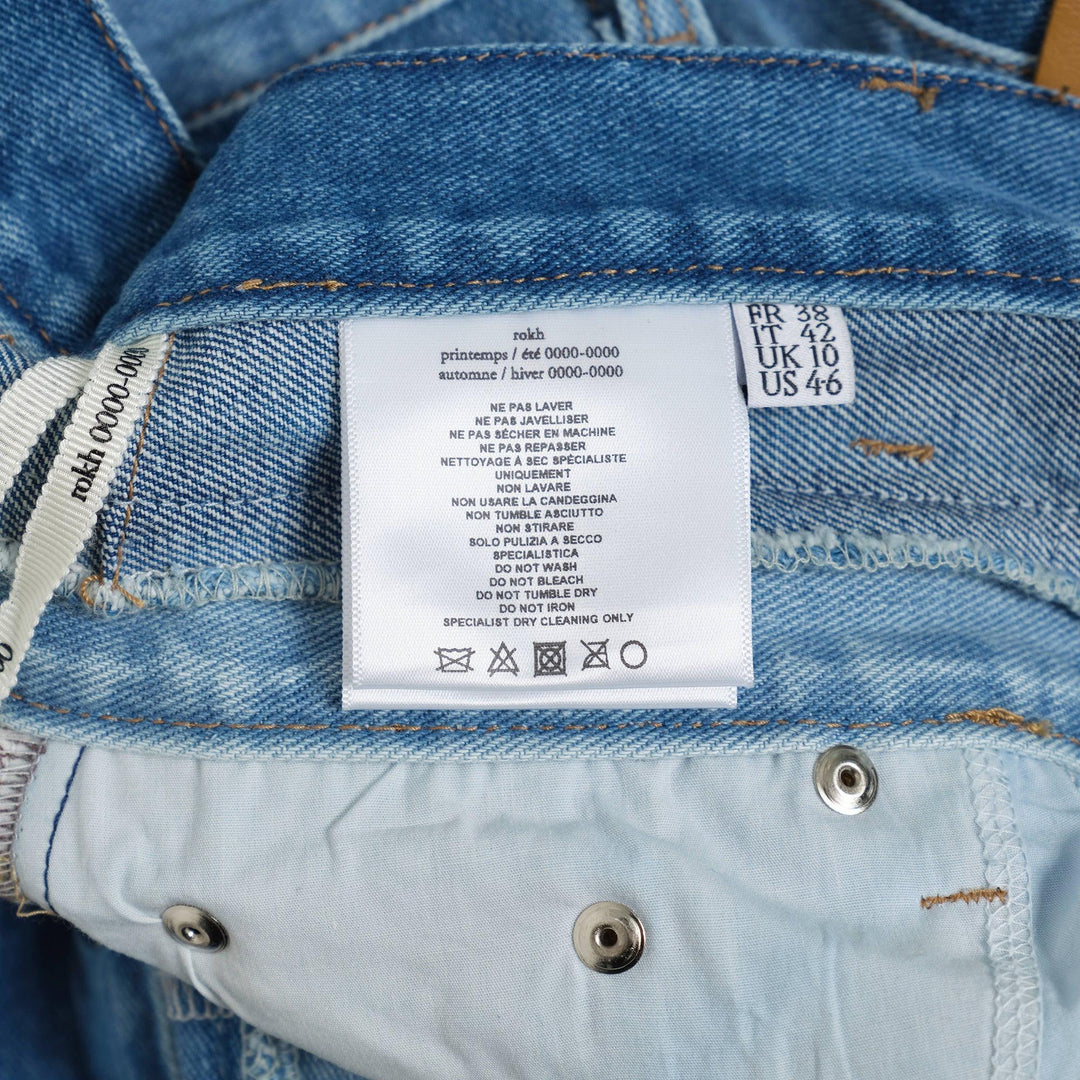 rokh
printemps / été 0000-0000
automne / hiver 0000-0000
NE PAS LAVER
NE PAS JAVELLISER
NE PAS SÉCHER EN MACHINE
NE PAS REPASSER
NETTOYAGE À SEC SPÉCIALISTE
UNIQUEMENT
NON LAVARE
NON USARE LA CANDEGGINA
NON TUMBLE ASCIUTTO
NON STIRARE
SOLO PULIZIA A SECCO
SPECIALISTICA
DO NOT WASH
DO NOT BLEACH
DO NOT TUMBLE DRY
DO NOT IRON
SPECIALIST DRY CLEANING ONLY
FR 38
IT 42
UK 10
US 4-6
rokh 0000-000